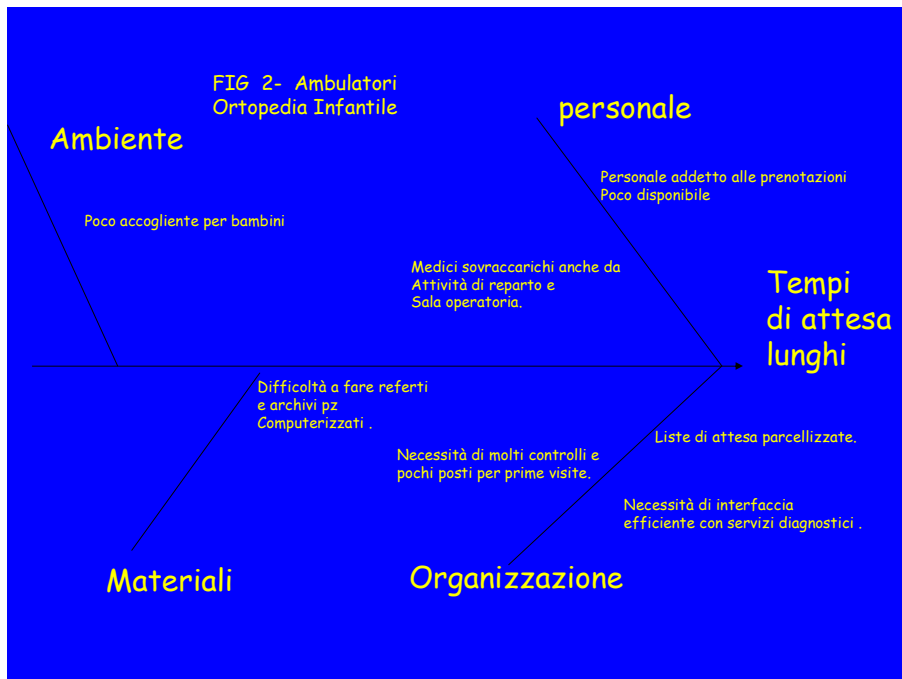 FIG 2- Ambulatori
Ortopedia Infantile
Ambiente
personale
Personale addetto alle prenotazioni
Poco disponibile
Poco accogliente per bambini
Medici sovraccarichi anche da
Attività di reparto e
Sala operatoria.
Tempi
di attesa
lunghi
Difficoltà a fare referti
e archivi pz
Computerizzati .
Necessità di molti controlli e
pochi posti per prime visite.
Liste di attesa parcellizzate.
Necessità di interfaccia
efficiente con servizi diagnostici .
Materiali
Organizzazione